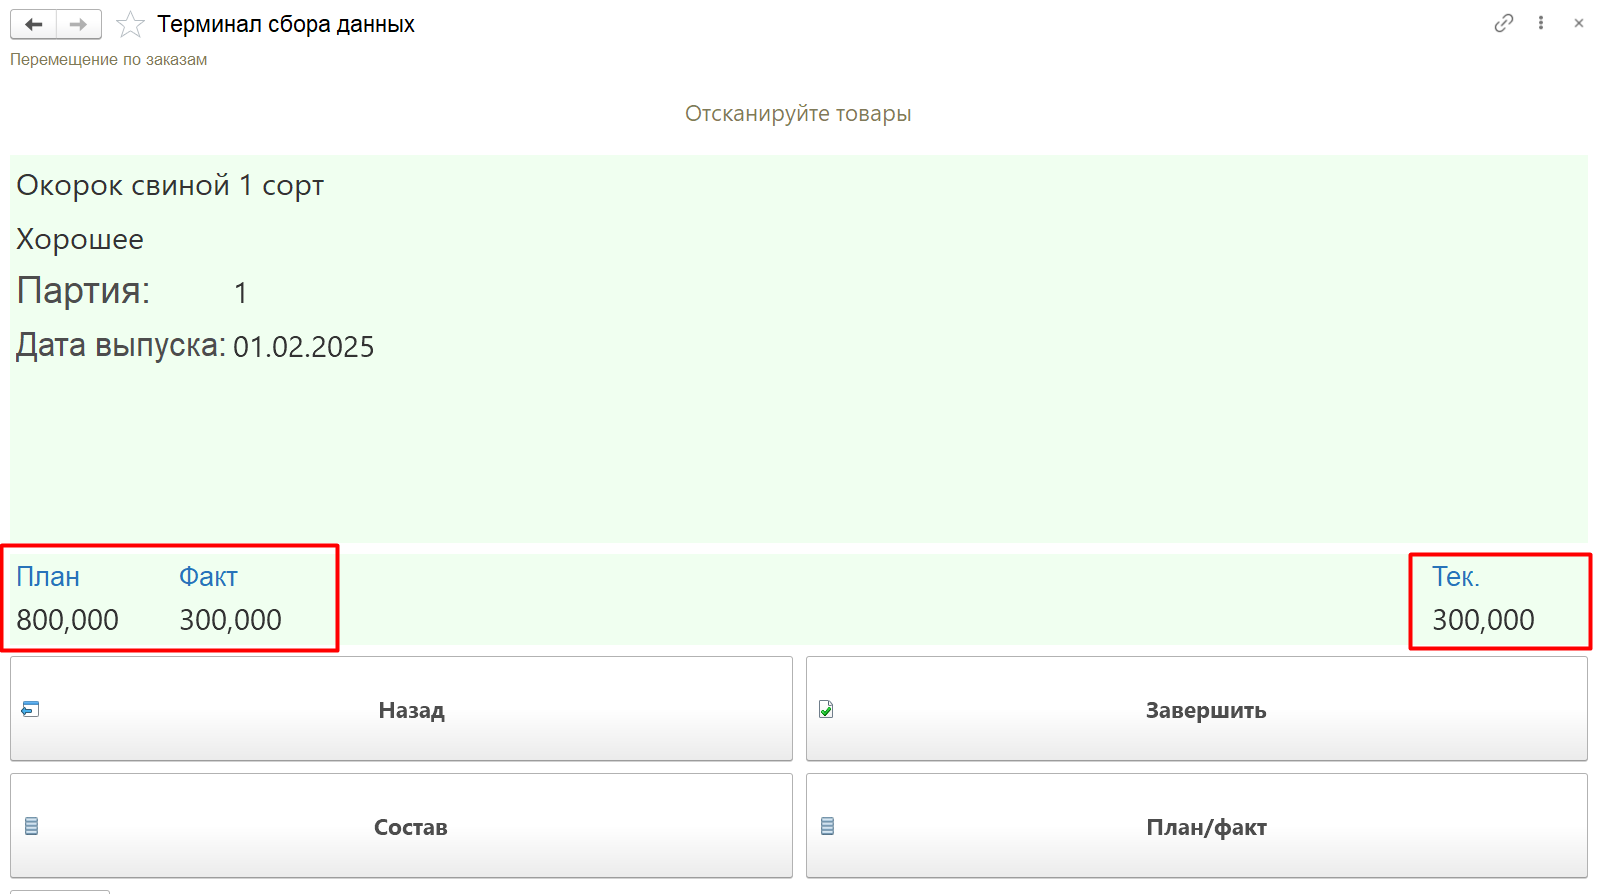 Терминал сбора данных
Перемещение по заказам
Отсканируйте товары
Окорок свиной 1 сорт
Хорошее
Партия: 1
Дата выпуска: 01.02.2025
План Факт Тек.
800,000 300,000 300,000
Назад Завершить
Состав План/факт